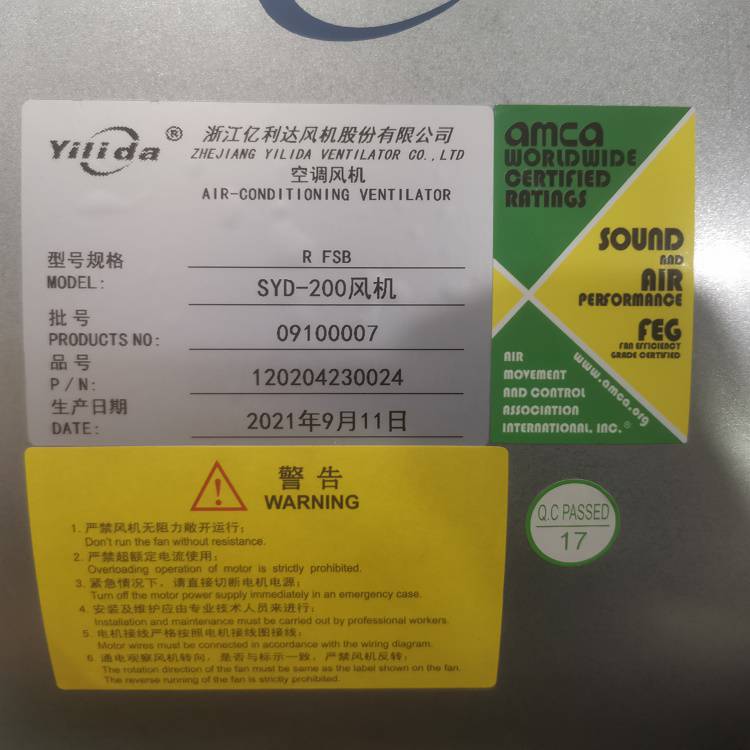 Yilida®
浙江亿利达风机股份有限公司
ZHEJIANG YILIDA VENTILATOR CO.,LTD
空调风机
AIR-CONDITIONING VENTILATOR
型号规格 R FSB
MODEL: SYD-200风机
批号
PRODUCTS NO: 09100007
品号
P/N: 120204230024
生产日期
DATE: 2021年9月11日
amca
WORLDWIDE
CERTIFIED
RATINGS
SOUND
AND
AIR
PERFORMANCE
FEG
FAN EFFICIENCY
GRADE CERTIFIED
AIR
MOVEMENT
AND CONTROL
ASSOCIATION
INTERNATIONAL, INC.®
www.amca.org
警告
WARNING
1. 严禁风机无阻力敞开运行;
Don't run the fan without resistance.
2. 严禁超额定电流使用;
Overloading operation of motor is strictly prohibited.
3. 紧急情况下, 请直接切断电机电源;
Turn off the motor power supply immediately in an emergency case.
4. 安装及维护应由专业技术人员来进行;
Installation and maintenance must be carried out by professional workers.
5. 电机接线严格按照电机接线图接线;
Motor wires must be connected in accordance with the wiring diagram.
6. 通电观察风机转向, 是否与标示一致, 严禁风机反转;
The rotation direction of the fan must be same as the label shown on the fan.
The reverse running of the fan is strictly prohibited.
Q.C PASSED
17